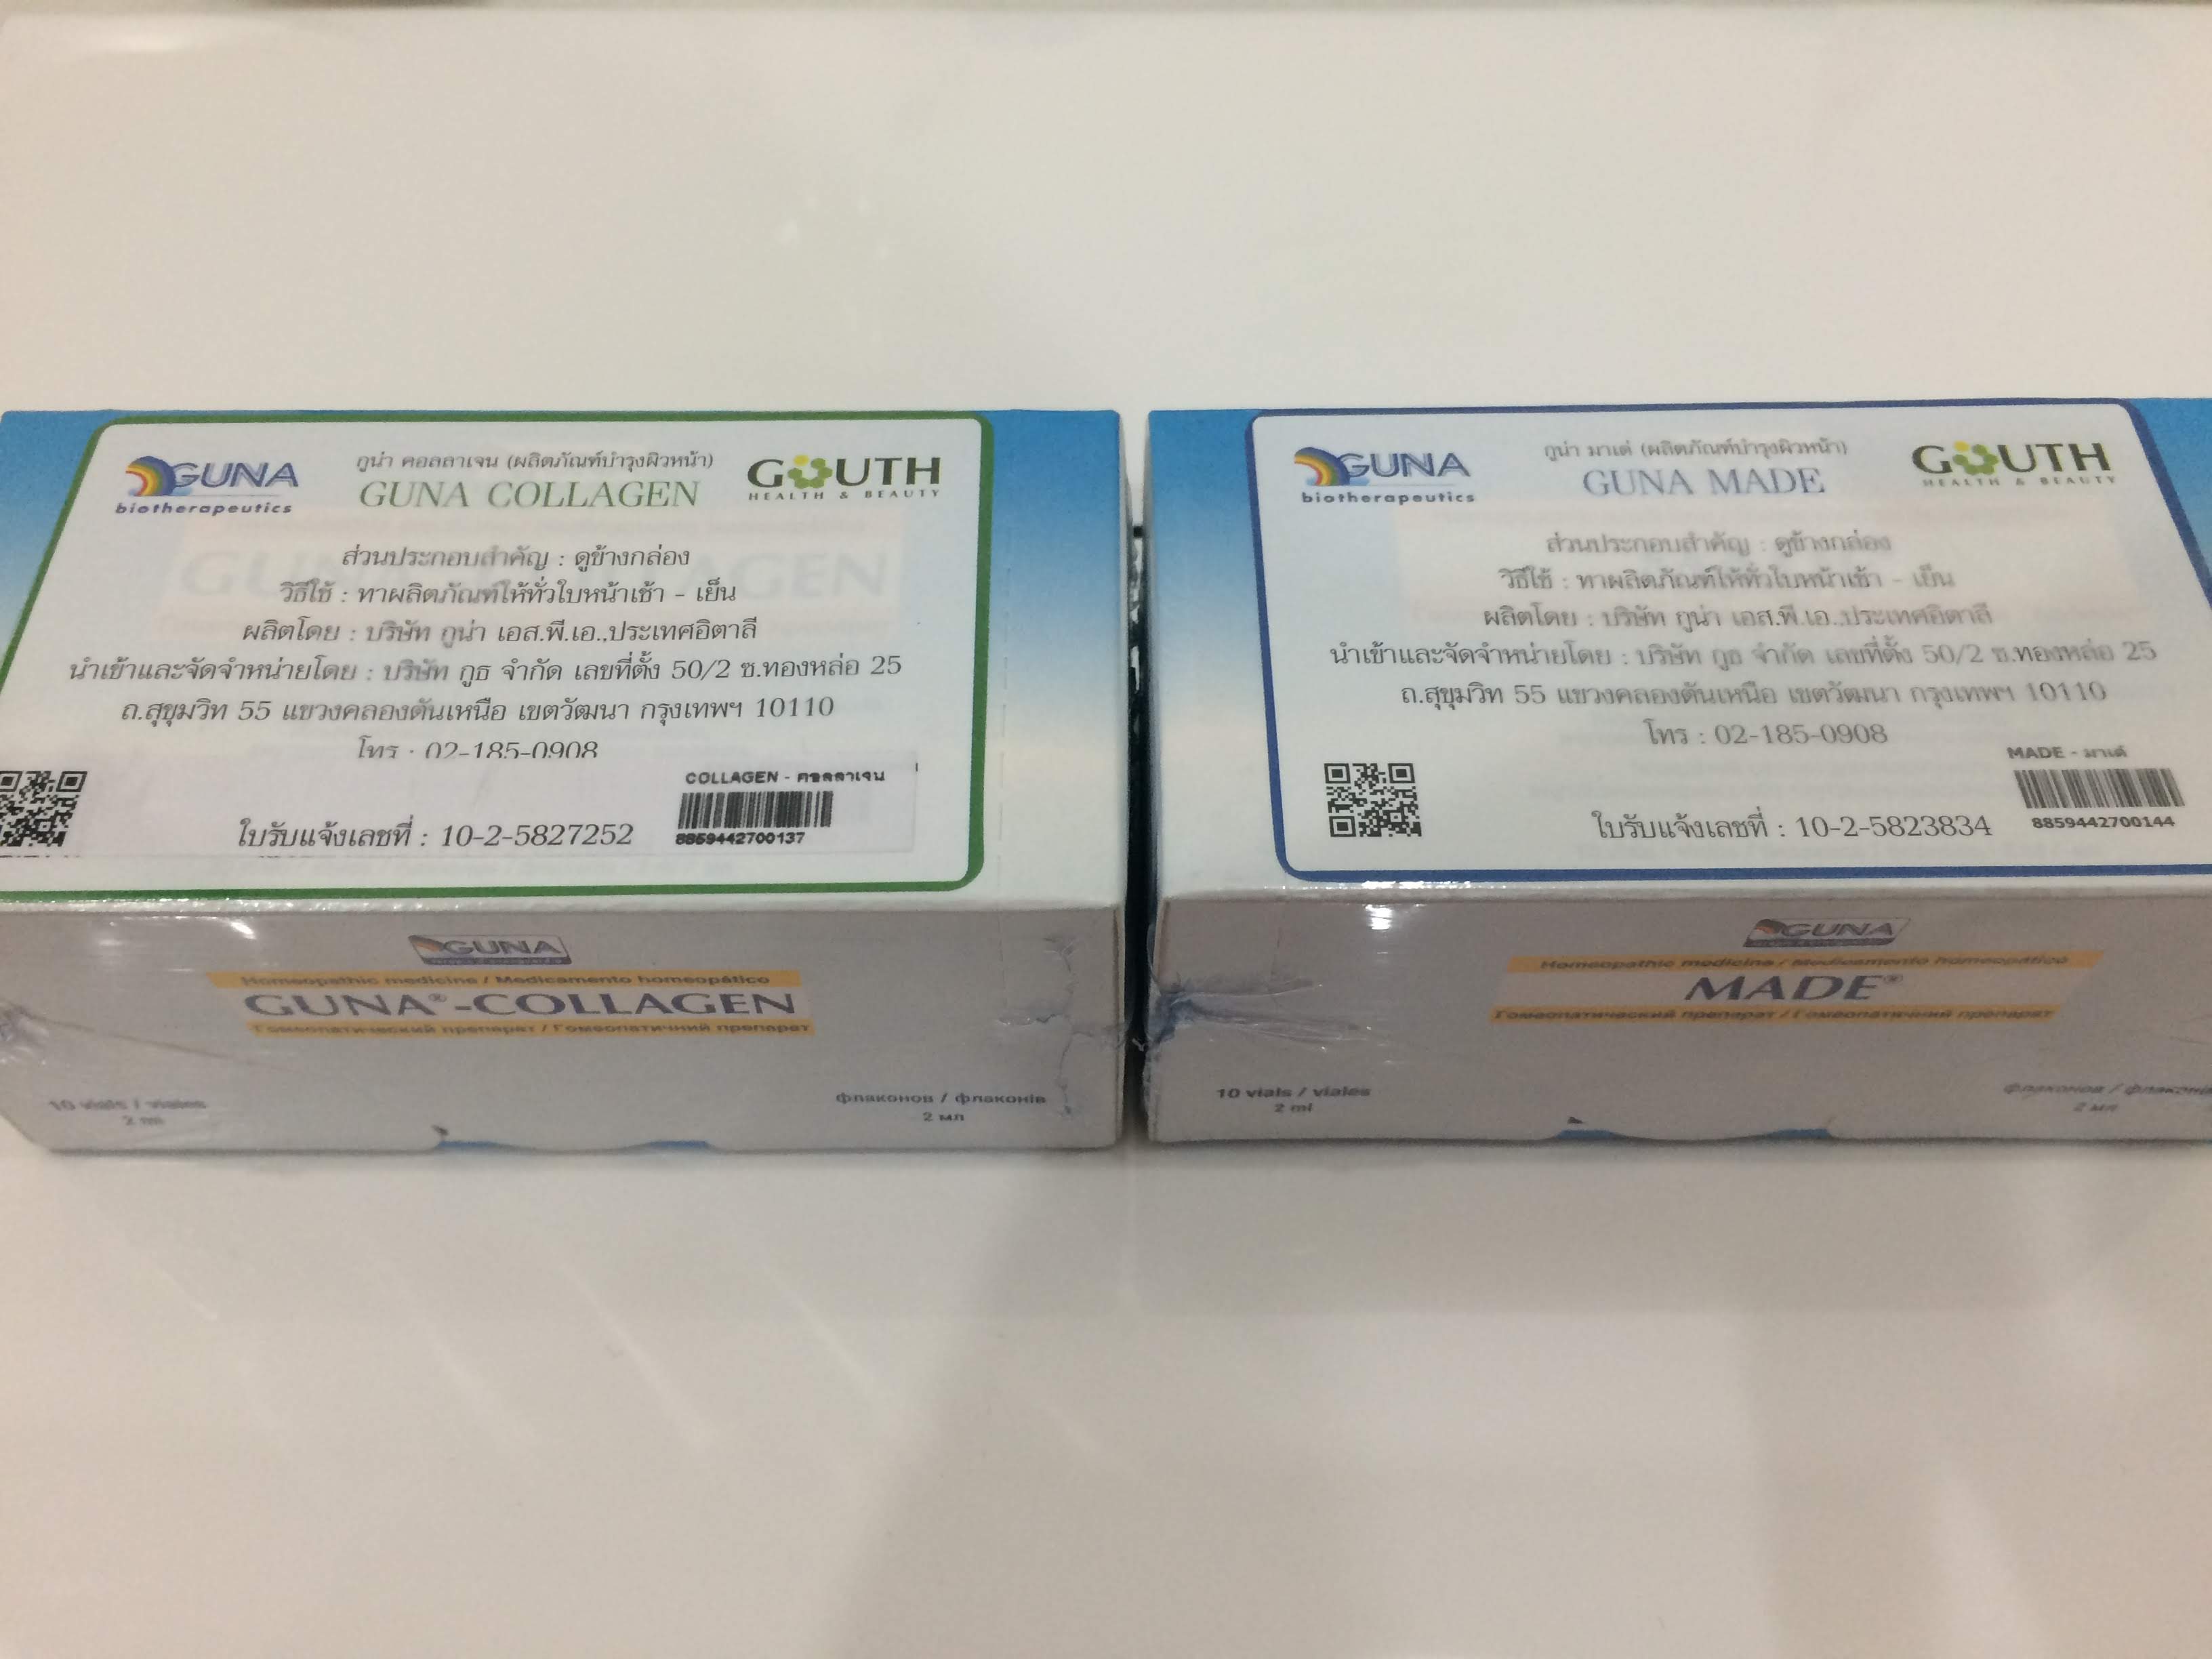 GUNA
biotherapeutics
กูน่า คอลลาเจน (ผลิตภัณฑ์บำรุงผิวหน้า)
GUNA COLLAGEN
GOUTH
HEALTH & BEAUTY
ส่วนประกอบสำคัญ : ดูข้างกล่อง
วิธีใช้ : ทาผลิตภัณฑ์ให้ทั่วใบหน้าเช้า - เย็น
ผลิตโดย : บริษัท กูน่า เอส.พี.เอ.,ประเทศอิตาลี
นำเข้าและจัดจำหน่ายโดย : บริษัท กูธ จำกัด เลขที่ตั้ง 50/2 ซ.ทองหล่อ 25
ถ.สุขุมวิท 55 แขวงคลองตันเหนือ เขตวัฒนา กรุงเทพฯ 10110
โทร : 02-185-0908
COLLAGEN - คอลลาเจน
8859442700137
ใบรับแจ้งเลขที่ : 10-2-5827252
GUNA
Homeopathic medicine / Medicamento homeopático
GUNA®-COLLAGEN
Гомеопатический препарат / Гомеопатичний препарат
10 vials / viales
2 ml
флаконов / флаконів
2 мл
GUNA
biotherapeutics
กูน่า มาเด่ (ผลิตภัณฑ์บำรุงผิวหน้า)
GUNA MADE
GOUTH
HEALTH & BEAUTY
ส่วนประกอบสำคัญ : ดูข้างกล่อง
วิธีใช้ : ทาผลิตภัณฑ์ให้ทั่วใบหน้าเช้า - เย็น
ผลิตโดย : บริษัท กูน่า เอส.พี.เอ.,ประเทศอิตาลี
นำเข้าและจัดจำหน่ายโดย : บริษัท กูธ จำกัด เลขที่ตั้ง 50/2 ซ.ทองหล่อ 25
ถ.สุขุมวิท 55 แขวงคลองตันเหนือ เขตวัฒนา กรุงเทพฯ 10110
โทร : 02-185-0908
MADE - มาเด่
8859442700144
ใบรับแจ้งเลขที่ : 10-2-5823834
GUNA
Homeopathic medicine / Medicamento homeopático
MADE®
Гомеопатический препарат / Гомеопатичний препарат
10 vials / viales
2 ml
флаконов / флаконів
2 мл